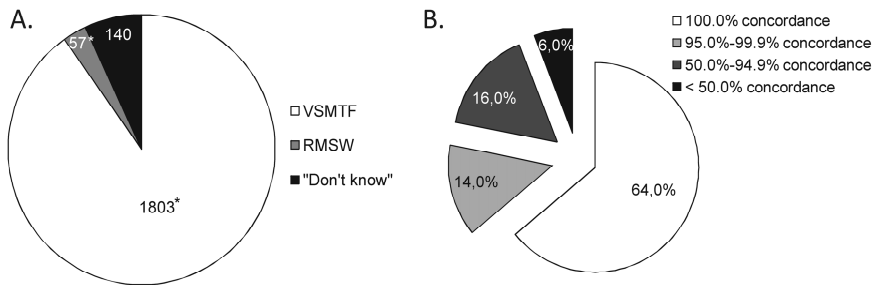 A.
57*
140
1803*
VSMTF
RMSW
"Don't know"
B.
6,0%
16,0%
14,0%
64,0%
100.0% concordance
95.0%-99.9% concordance
50.0%-94.9% concordance
< 50.0% concordance